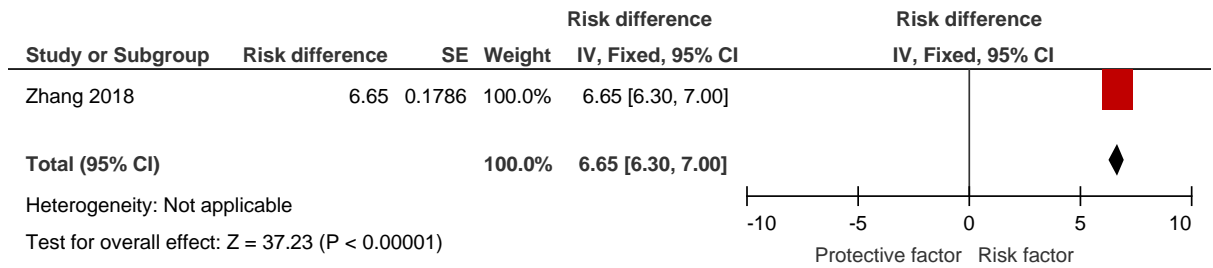 Risk difference Risk difference
Study or Subgroup Risk difference SE Weight IV, Fixed, 95% CI IV, Fixed, 95% CI
Zhang 2018 6.65 0.1786 100.0% 6.65 [6.30, 7.00]
Total (95% CI) 100.0% 6.65 [6.30, 7.00]
Heterogeneity: Not applicable
Test for overall effect: Z = 37.23 (P < 0.00001)
-10 -5 0 5 10
Protective factor Risk factor